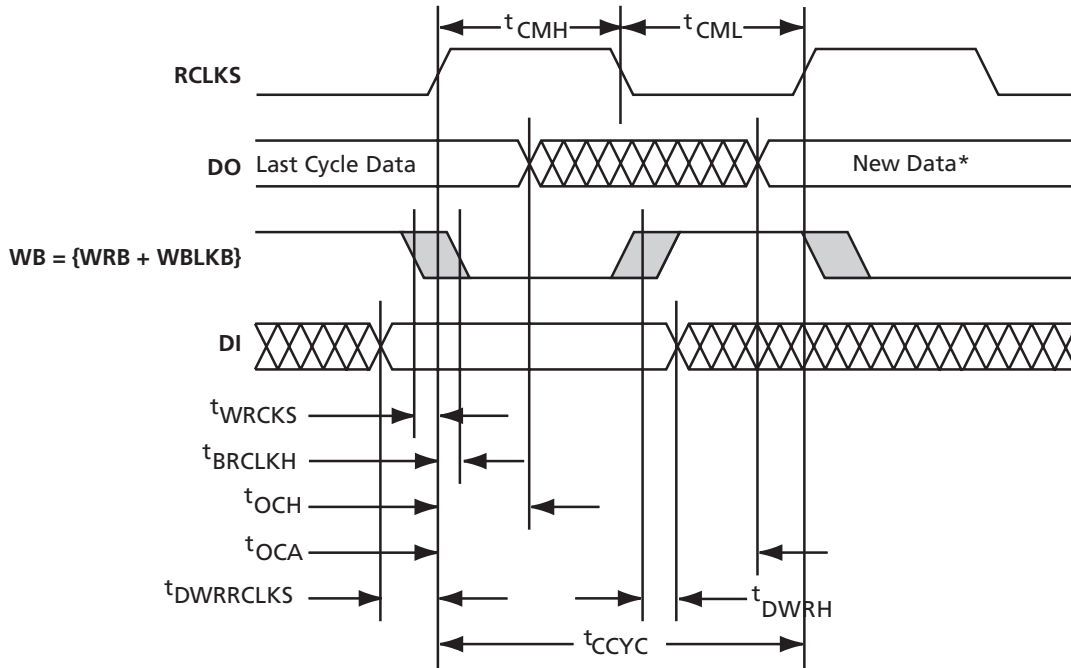 tCMH tCML
RCLKS
DO Last Cycle Data New Data*
WB = {WRB + WBLKB}
DI
tWRCKS
tBRCLKH
tOCH
tOCA
tDWRRCLKS tDWRH
tCCYC